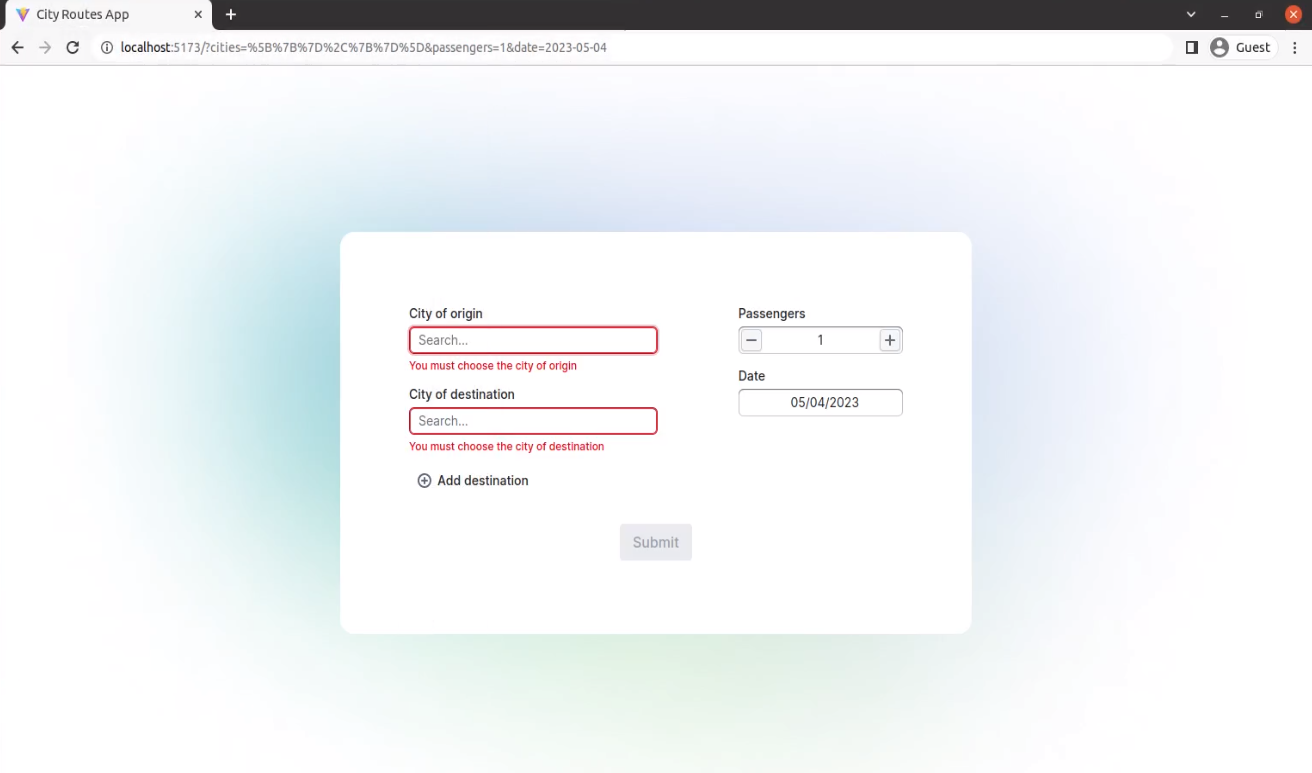 City Routes App
localhost:5173/?cities=%5B%7B%7D%2C%7B%7D%5D&passengers=1&date=2023-05-04
Guest
City of origin
Search...
You must choose the city of origin
City of destination
Search...
You must choose the city of destination
Add destination
Passengers
1
Date
05/04/2023
Submit